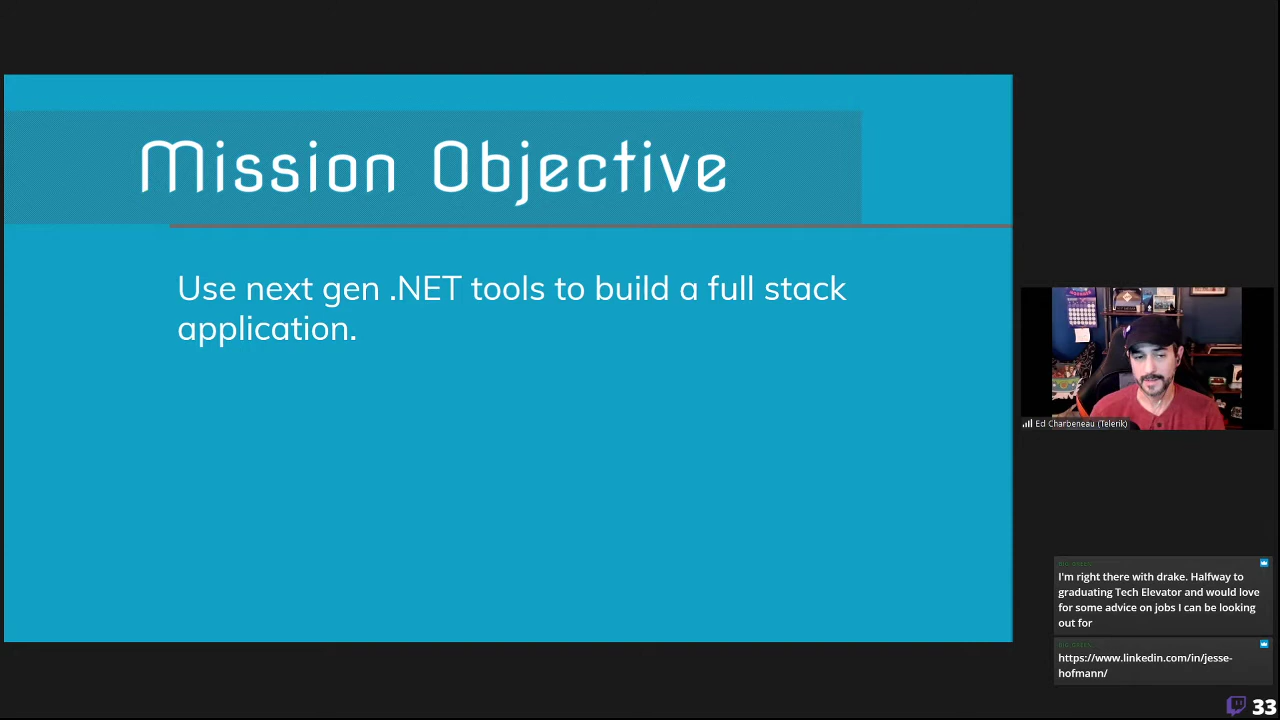 Mission Objective
Use next gen .NET tools to build a full stack
application.
Ed Charbeneau (Telerik)
I'm right there with drake. Halfway to
graduating Tech Elevator and would love
for some advice on jobs I can be looking
out for
https://www.linkedin.com/in/jesse-
hofmann/
33